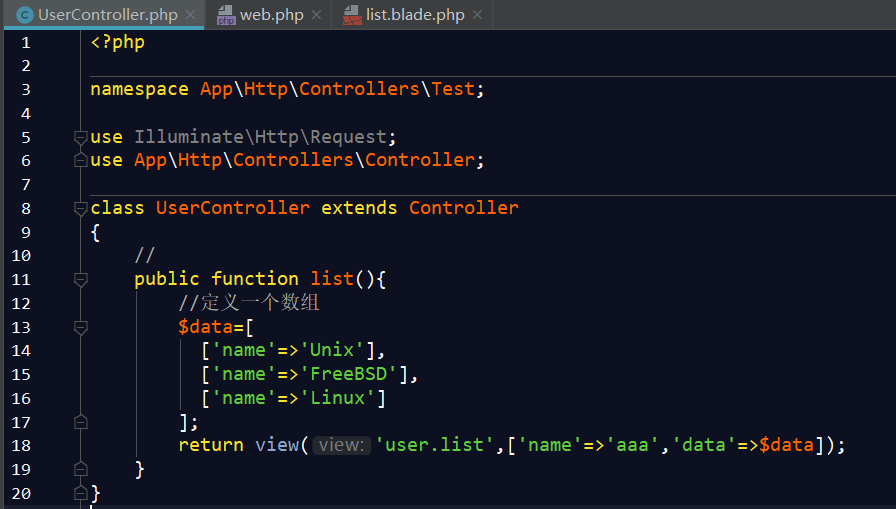 UserController.php × web.php × list.blade.php ×
1 <?php
2
3 namespace App\Http\Controllers\Test;
4
5 use Illuminate\Http\Request;
6 use App\Http\Controllers\Controller;
7
8 class UserController extends Controller
9 {
10 //
11 public function list(){
12 //定义一个数组
13 $data=[
14 ['name'=>'Unix'],
15 ['name'=>'FreeBSD'],
16 ['name'=>'Linux']
17 ];
18 return view( view: 'user.list',['name'=>'aaa','data'=>$data]);
19 }
20 }